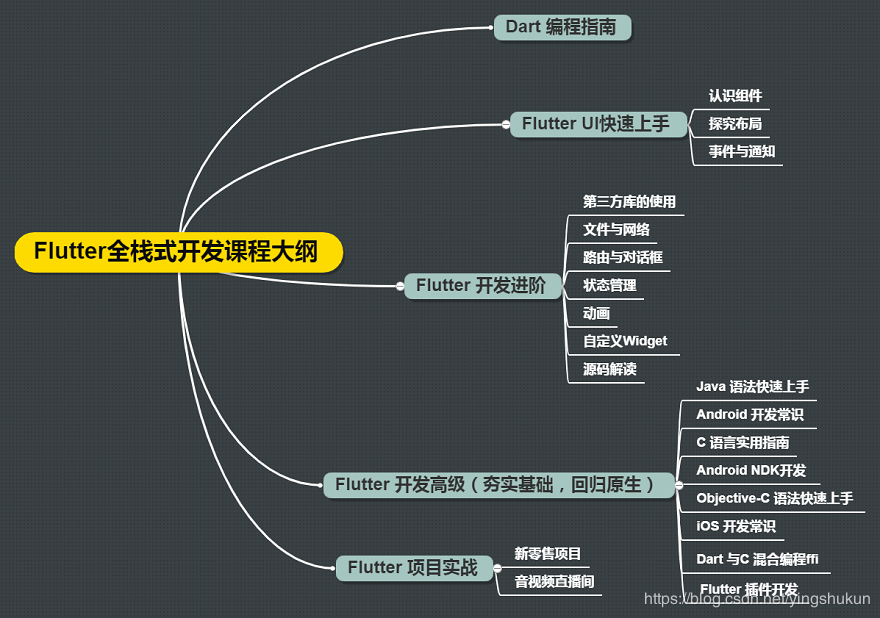 Flutter全栈式开发课程大纲
Dart 编程指南
Flutter UI快速上手
认识组件
探究布局
事件与通知
Flutter 开发进阶
第三方库的使用
文件与网络
路由与对话框
状态管理
动画
自定义Widget
源码解读
Flutter 开发高级（夯实基础，回归原生）
Java 语法快速上手
Android 开发常识
C 语言实用指南
Android NDK开发
Objective-C 语法快速上手
iOS 开发常识
Dart 与C 混合编程ffi
Flutter 插件开发
Flutter 项目实战
新零售项目
音视频直播间
https://blog.csdn.net/yingshukun